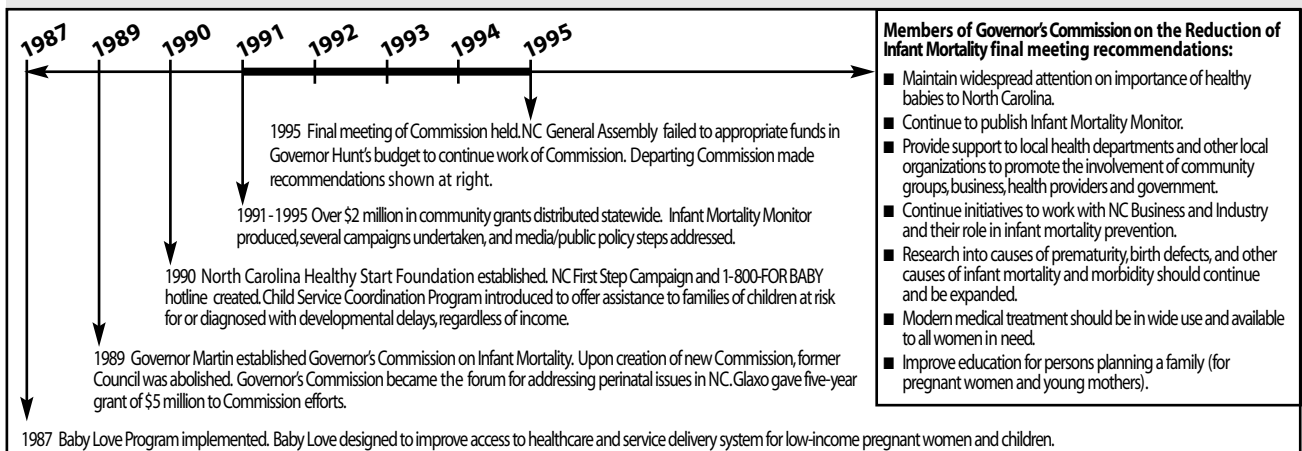 1987 1989 1990 1991 1992 1993 1994 1995
1995 Final meeting of Commission held. NC General Assembly failed to appropriate funds in
Governor Hunt's budget to continue work of Commission. Departing Commission made
recommendations shown at right.
1991-1995 Over $2 million in community grants distributed statewide. Infant Mortality Monitor
produced, several campaigns undertaken, and media/public policy steps addressed.
1990 North Carolina Healthy Start Foundation established. NC First Step Campaign and 1-800-FOR BABY
hotline created. Child Service Coordination Program introduced to offer assistance to families of children at risk
for or diagnosed with developmental delays, regardless of income.
1989 Governor Martin established Governor's Commission on Infant Mortality. Upon creation of new Commission, former
Council was abolished. Governor's Commission became the forum for addressing perinatal issues in NC. Glaxo gave five-year
grant of $5 million to Commission efforts.
1987 Baby Love Program implemented. Baby Love designed to improve access to healthcare and service delivery system for low-income pregnant women and children.
Members of Governor's Commission on the Reduction of
Infant Mortality final meeting recommendations:
■ Maintain widespread attention on importance of healthy
babies to North Carolina.
■ Continue to publish Infant Mortality Monitor.
■ Provide support to local health departments and other local
organizations to promote the involvement of community
groups, business, health providers and government.
■ Continue initiatives to work with NC Business and Industry
and their role in infant mortality prevention.
■ Research into causes of prematurity, birth defects, and other
causes of infant mortality and morbidity should continue
and be expanded.
■ Modern medical treatment should be in wide use and available
to all women in need.
■ Improve education for persons planning a family (for
pregnant women and young mothers).